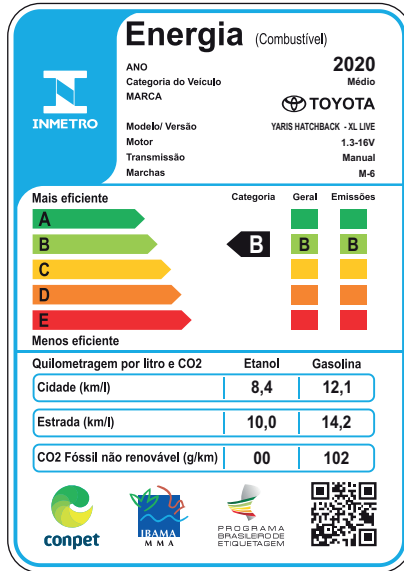 Energia (Combustível)
ANO 2020
Categoria do Veículo Médio
MARCA TOYOTA
INMETRO
Modelo/ Versão YARIS HATCHBACK - XL LIVE
Motor 1.3-16V
Transmissão Manual
Marchas M-6
Mais eficiente Categoria Geral Emissões
A
B B B B
C
D
E
Menos eficiente
Quilometragem por litro e CO2 Etanol Gasolina
Cidade (km/l) 8,4 12,1
Estrada (km/l) 10,0 14,2
CO2 Fóssil não renovável (g/km) 00 102
conpet
IBAMA
M M A
PROGRAMA
BRASILEIRO DE
ETIQUETAGEM